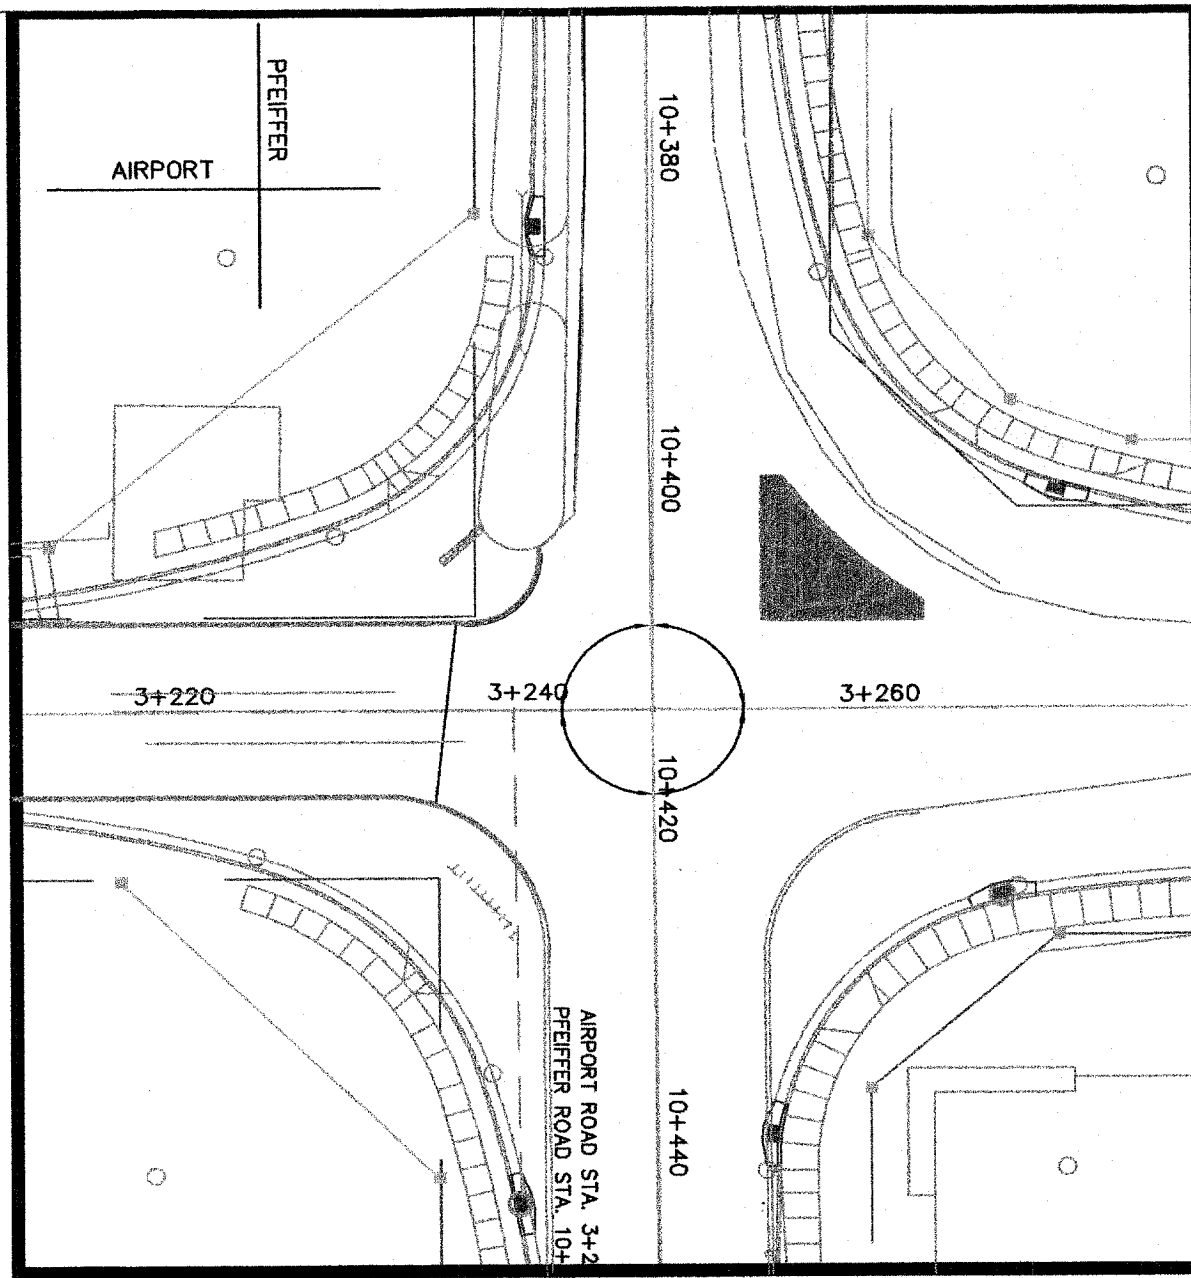 PFEIFFER
AIRPORT
10+380
10+400
3+220
3+240
3+260
10+420
10+440
AIRPORT ROAD STA. 3+2
PFEIFFER ROAD STA. 10+